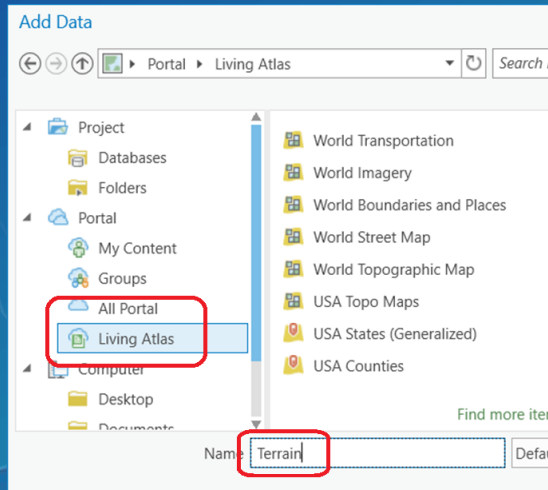 Add Data
Portal Living Atlas
Search
Project
Databases
Folders
Portal
My Content
Groups
All Portal
Living Atlas
Computer
Desktop
Documents
World Transportation
World Imagery
World Boundaries and Places
World Street Map
World Topographic Map
USA Topo Maps
USA States (Generalized)
USA Counties
Find more ite
Name Terrain Defau